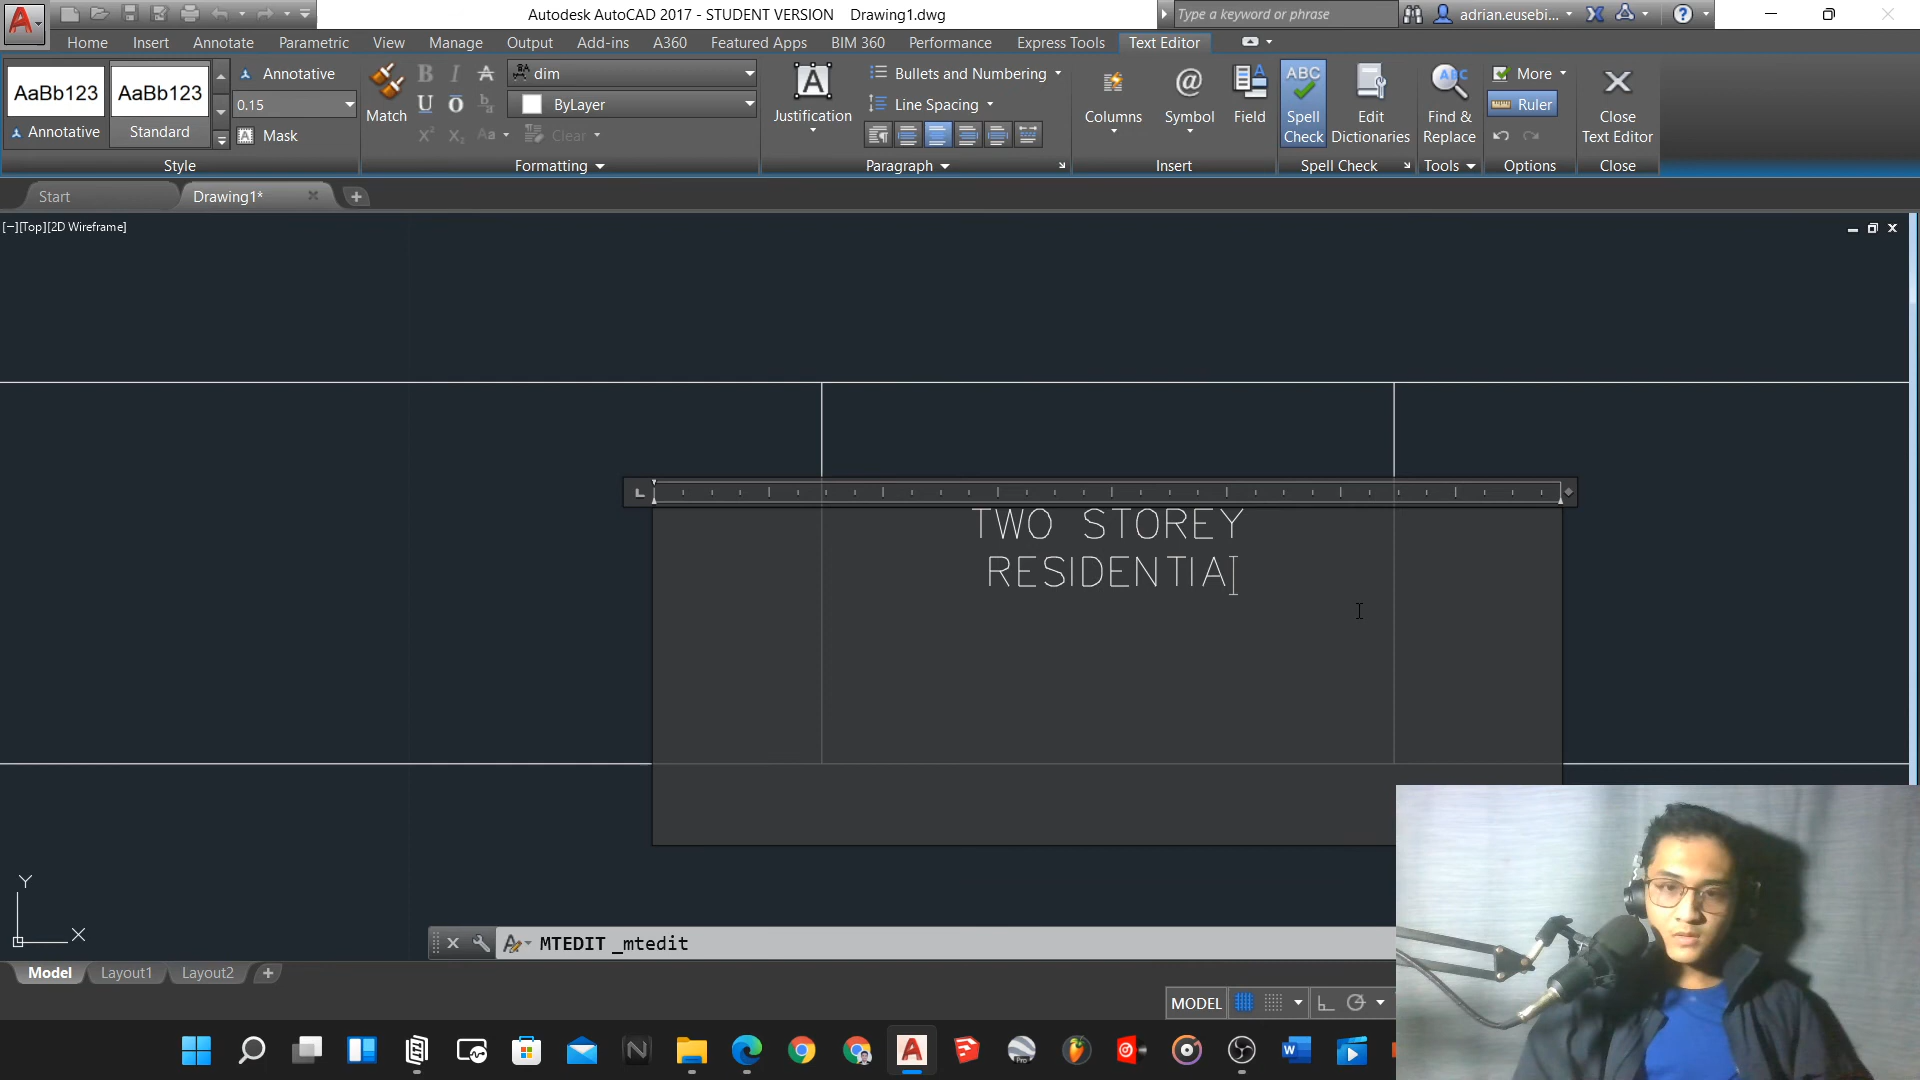 Autodesk AutoCAD 2017 - STUDENT VERSION Drawing1.dwg
Type a keyword or phrase
adrian.eusebi...
Home Insert Annotate Parametric View Manage Output Add-ins A360 Featured Apps BIM 360 Performance Express Tools Text Editor
AaBb123 AaBb123 Annotative
Annotative Standard
0.15
Mask
Style
Match
dim
ByLayer
Clear
Formatting
Justification
Bullets and Numbering
Line Spacing
Paragraph
Columns Symbol Field
Insert
ABC
Spell Check
Edit Dictionaries
Spell Check
ABC
Find & Replace
Tools
More
Ruler
Options
Close Text Editor
Close
Start Drawing1*
[−][Top][2D Wireframe]
TWO STOREY
RESIDENTIA
Y
X
MTEDIT _mtedit
Model Layout1 Layout2
MODEL